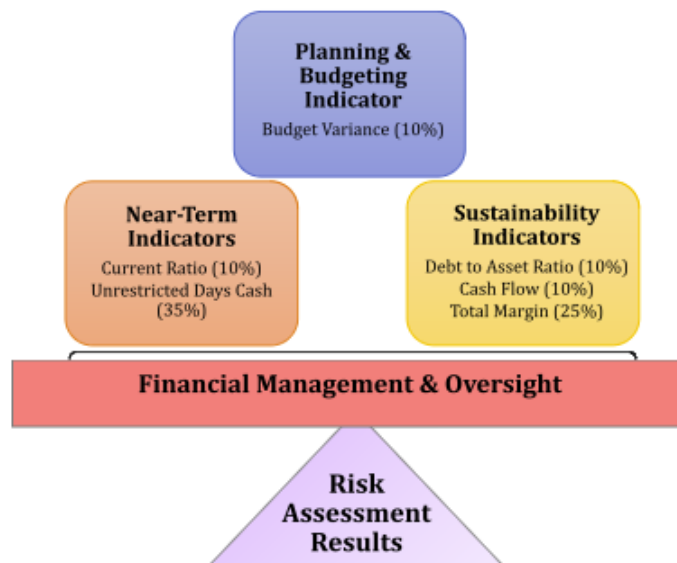 Planning &
Budgeting
Indicator
Budget Variance (10%)
Near-Term
Indicators
Current Ratio (10%)
Unrestricted Days Cash
(35%)
Sustainability
Indicators
Debt to Asset Ratio (10%)
Cash Flow (10%)
Total Margin (25%)
Financial Management & Oversight
Risk
Assessment
Results